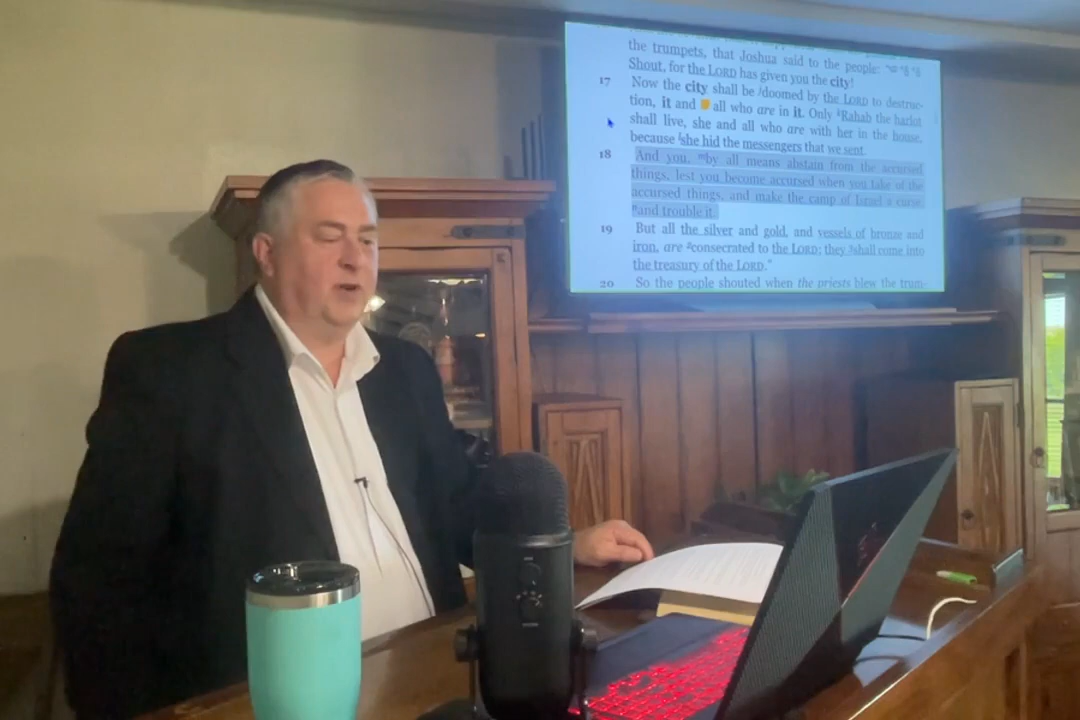 the trumpets, that Joshua said to the people:
Shout, for the LORD has given you the city!
17 Now the city shall be doomed by the LORD to destruc-
tion, it and all who are in it. Only Rahab the harlot
shall live, she and all who are with her in the house,
because she hid the messengers that we sent.
18 And you, by all means abstain from the accursed
things, lest you become accursed when you take of the
accursed things, and make the camp of Israel a curse,
and trouble it.
19 But all the silver and gold, and vessels of bronze and
iron, are consecrated to the LORD; they shall come into
the treasury of the LORD."
20 So the people shouted when the priests blew the trum-